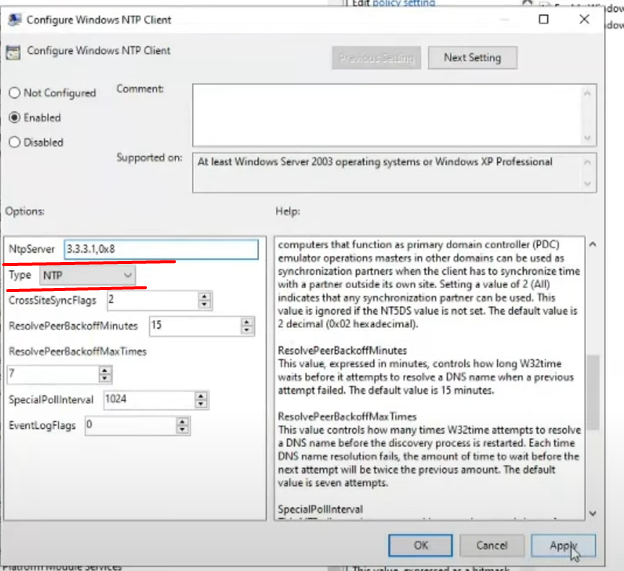 Edit policy setting
Configure Windows NTP Client
Configure Windows NTP Client
Previous Setting
Next Setting
Not Configured
Comment:
Enabled
Disabled
Supported on:
At least Windows Server 2003 operating systems or Windows XP Professional
Options:
Help:
NtpServer 3.3.3.1,0x8
Type NTP
CrossSiteSyncFlags 2
ResolvePeerBackoffMinutes 15
ResolvePeerBackoffMaxTimes
7
SpecialPollInterval 1024
EventLogFlags 0
computers that function as primary domain controller (PDC)
emulator operations masters in other domains can be used as
synchronization partners when the client has to synchronize time
with a partner outside its own site. Setting a value of 2 (All)
indicates that any synchronization partner can be used. This
value is ignored if the NT5DS value is not set. The default value is
2 decimal (0x02 hexadecimal).
ResolvePeerBackoffMinutes
This value, expressed in minutes, controls how long W32time
waits before it attempts to resolve a DNS name when a previous
attempt failed. The default value is 15 minutes.
ResolvePeerBackoffMaxTimes
This value controls how many times W32time attempts to resolve
a DNS name before the discovery process is restarted. Each time
DNS name resolution fails, the amount of time to wait before the
next attempt will be twice the previous amount. The default
value is seven attempts.
SpecialPollInterval
OK
Cancel
Apply
Platform Module Services
This value, expressed as a bitmask